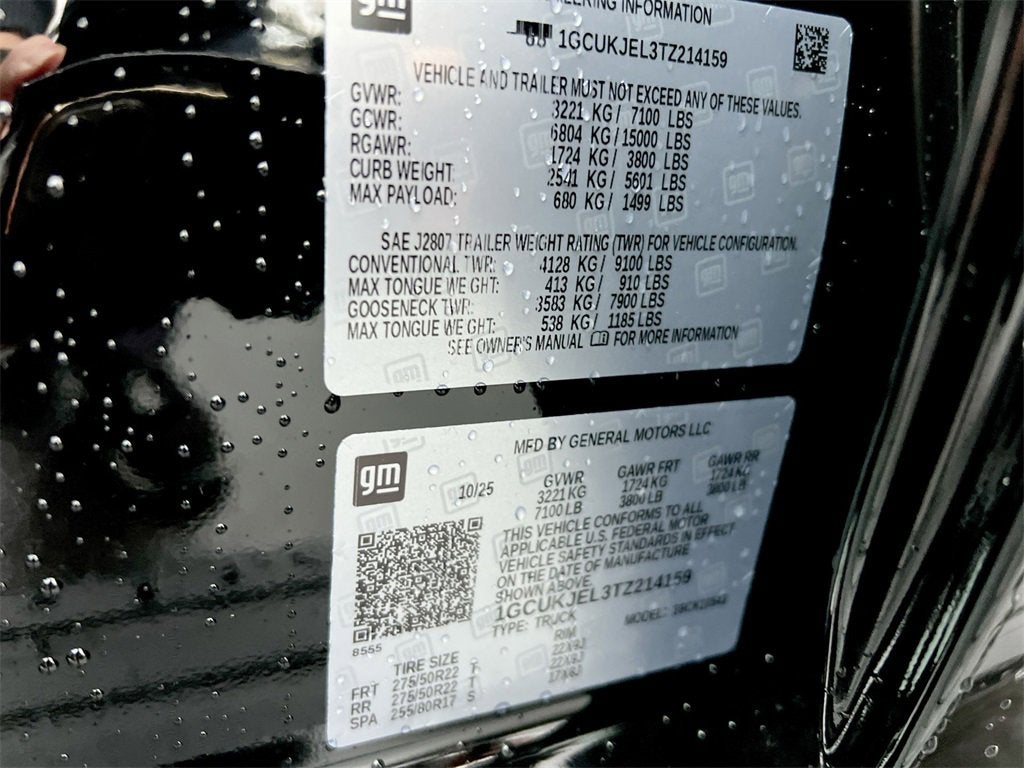 gm
ERING INFORMATION
1GCUKJEL3TZ214159
VEHICLE AND TRAILER MUST NOT EXCEED ANY OF THESE VALUES.
GVWR: 3221 KG / 7100 LBS
GCWR: 6804 KG / 15000 LBS
RGAWR: 1724 KG / 3800 LBS
CURB WEIGHT: 2541 KG / 5601 LBS
MAX PAYLOAD: 680 KG / 1499 LBS
SAE J2807 TRAILER WEIGHT RATING (TWR) FOR VEHICLE CONFIGURATION.
CONVENTIONAL TWR: 4128 KG / 9100 LBS
MAX TONGUE WEIGHT: 413 KG / 910 LBS
GOOSENECK TWR: 3583 KG / 7900 LBS
MAX TONGUE WEIGHT: 538 KG / 1185 LBS
SEE OWNER'S MANUAL FOR MORE INFORMATION
gm
MFD BY GENERAL MOTORS LLC
10/25
GVWR GAWR FRT GAWR RR
3221 KG 1724 KG 1724 KG
7100 LB 3800 LB 3800 LB
THIS VEHICLE CONFORMS TO ALL
APPLICABLE U.S. FEDERAL MOTOR
VEHICLE SAFETY STANDARDS IN EFFECT
ON THE DATE OF MANUFACTURE
SHOWN ABOVE.
1GCUKJEL3TZ214159
TYPE: TRUCK MODEL:
8555
TIRE SIZE RIM
FRT 275/50R22 T 22X9J
RR 275/50R22 T 22X9J
SPA 255/80R17 S 17X8J